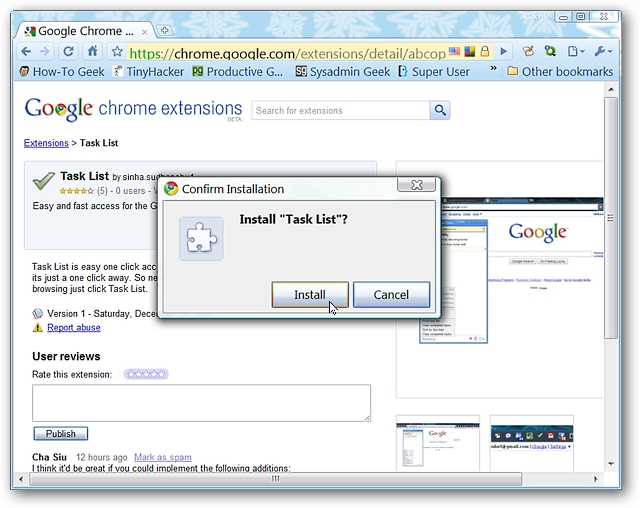 Google Chrome ...
https://chrome.google.com/extensions/detail/abcop
How-To Geek
TinyHacker
Productive G...
Sysadmin Geek
Super User
»
Other bookmarks
Google chrome extensions
BETA
Search for extensions
Extensions > Task List
Task List by
(5) - 0 users -
Easy and fast access for the G
Confirm Installation
Install "Task List"?
Install
Cancel
Task List is easy one click acc
its just a one click away. So ne
browsing just click Task List.
Version 1 - Saturday, Dece
Report abuse
User reviews
Rate this extension:
Publish
Cha Siu 12 hours ago Mark as spam
I think it'd be great if you could implement the following additions:
Google
Google Search
I'm Feeling Lucky